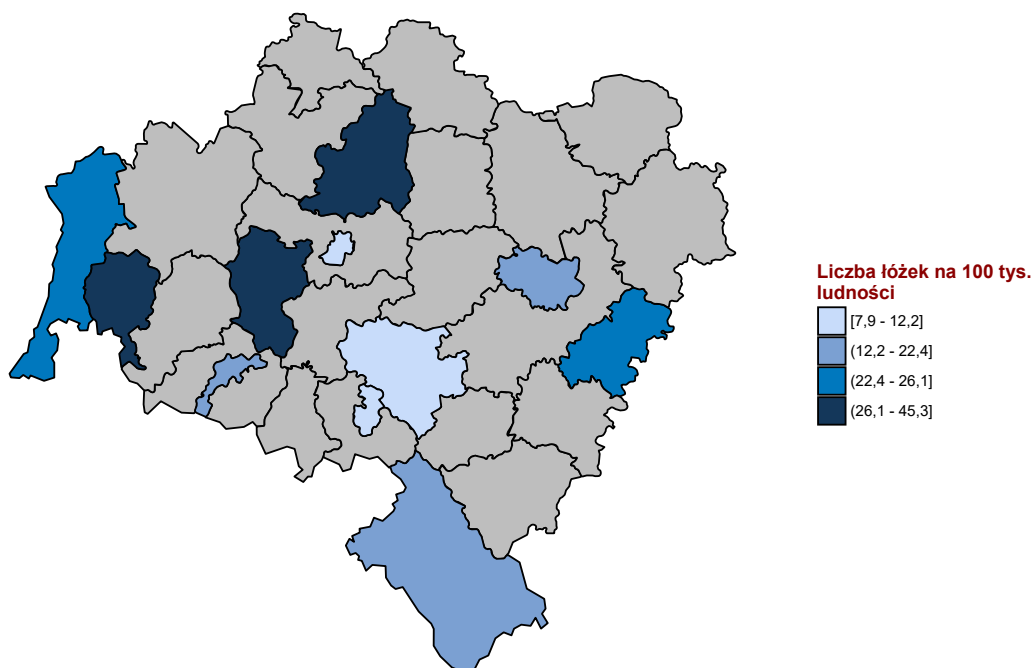 Liczba łóżek na 100 tys.
ludności
[7,9 - 12,2]
(12,2 - 22,4]
(22,4 - 26,1]
(26,1 - 45,3]